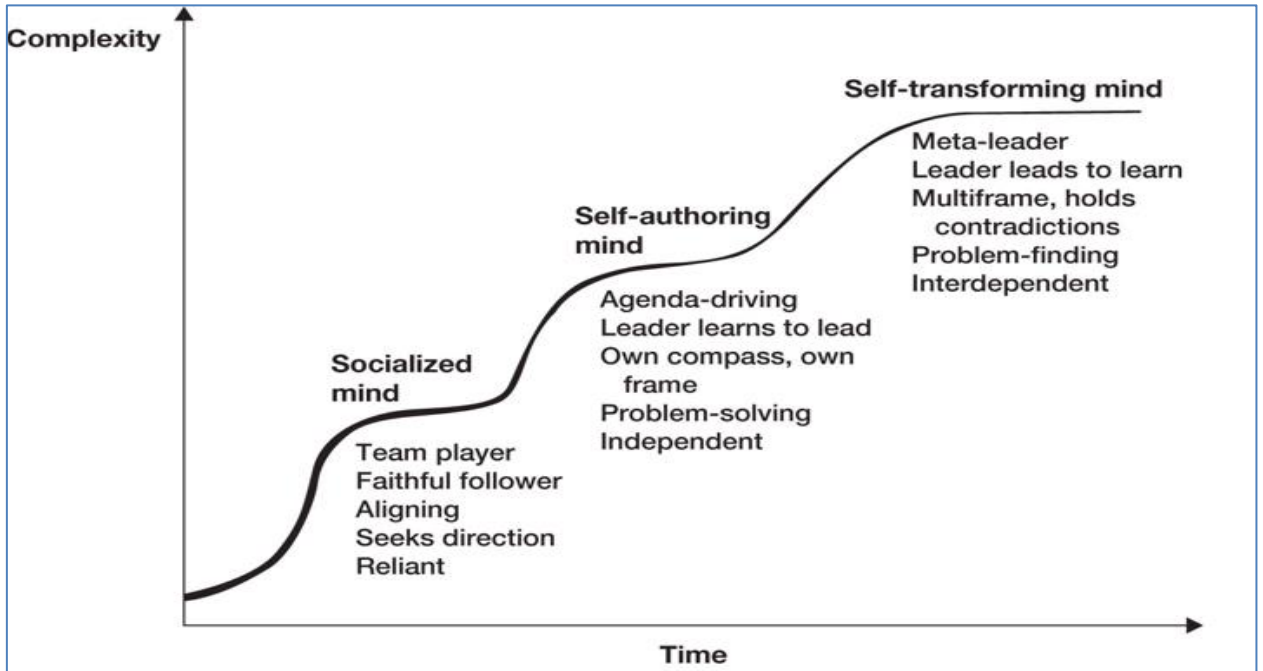 Complexity
Self-transforming mind
Meta-leader
Leader leads to learn
Multiframe, holds
contradictions
Problem-finding
Interdependent
Self-authoring
mind
Agenda-driving
Leader learns to lead
Own compass, own
frame
Problem-solving
Independent
Socialized
mind
Team player
Faithful follower
Aligning
Seeks direction
Reliant
Time